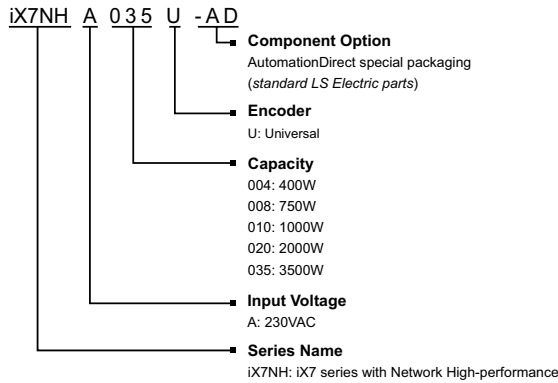 iX7NH A 035 U -AD
Component Option
AutomationDirect special packaging
(standard LS Electric parts)
Encoder
U: Universal
Capacity
004: 400W
008: 750W
010: 1000W
020: 2000W
035: 3500W
Input Voltage
A: 230VAC
Series Name
iX7NH: iX7 series with Network High-performance